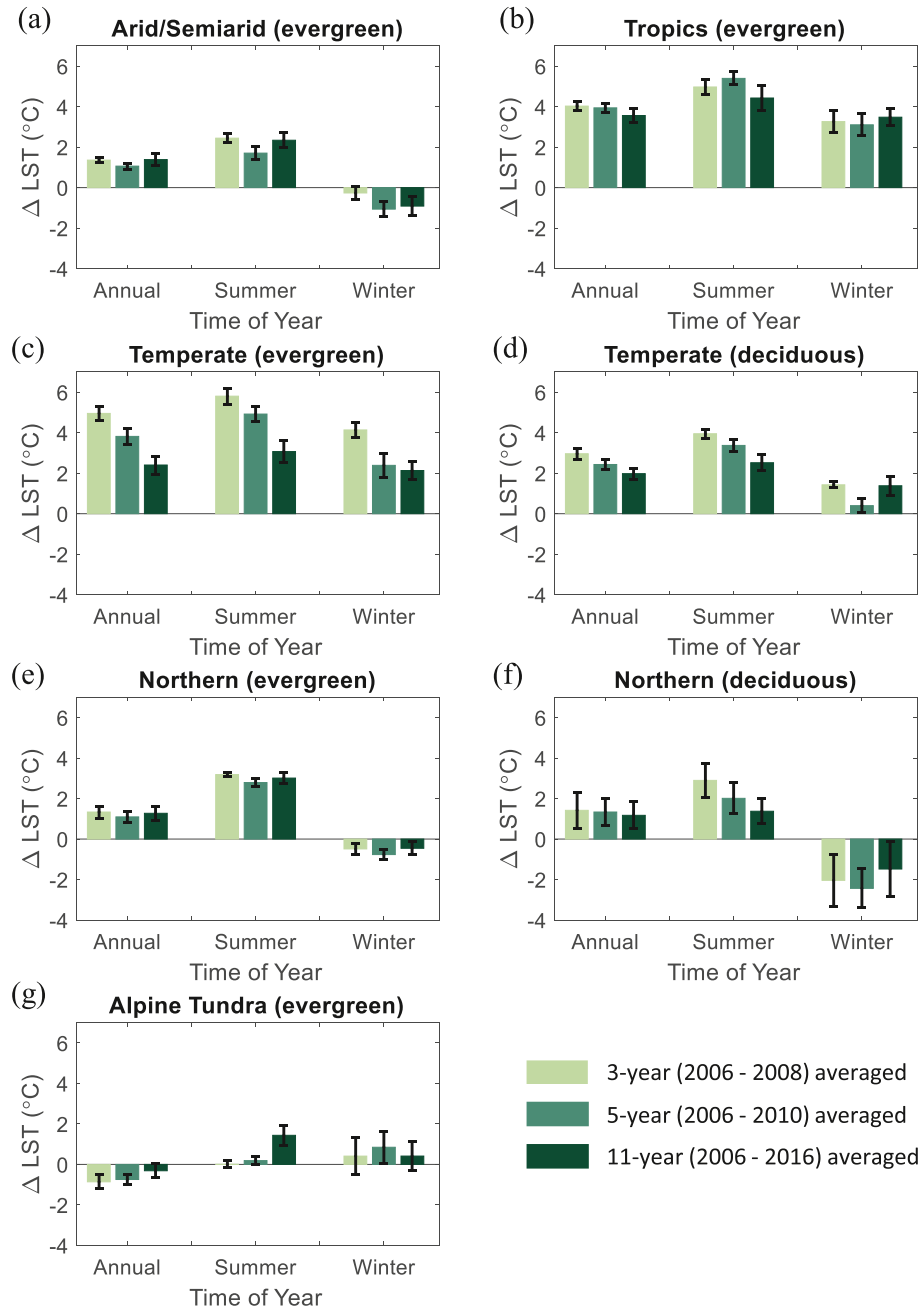 (a)
Arid/Semiarid (evergreen)
6
4
2
0
-2
-4
Δ LST (°C)
Annual Summer Winter
Time of Year
(b)
Tropics (evergreen)
6
4
2
0
-2
-4
Δ LST (°C)
Annual Summer Winter
Time of Year
(c)
Temperate (evergreen)
6
4
2
0
-2
-4
Δ LST (°C)
Annual Summer Winter
Time of Year
(d)
Temperate (deciduous)
6
4
2
0
-2
-4
Δ LST (°C)
Annual Summer Winter
Time of Year
(e)
Northern (evergreen)
6
4
2
0
-2
-4
Δ LST (°C)
Annual Summer Winter
Time of Year
(f)
Northern (deciduous)
6
4
2
0
-2
-4
Δ LST (°C)
Annual Summer Winter
Time of Year
(g)
Alpine Tundra (evergreen)
6
4
2
0
-2
-4
Δ LST (°C)
Annual Summer Winter
Time of Year
3-year (2006 - 2008) averaged
5-year (2006 - 2010) averaged
11-year (2006 - 2016) averaged